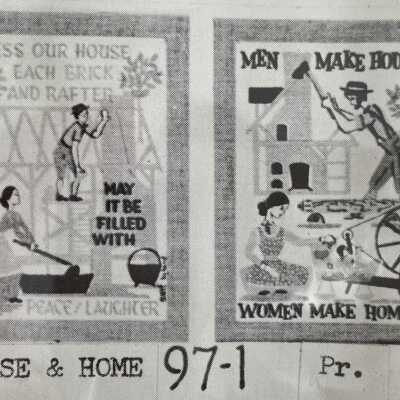 ESS OUR HOUSE
EACH BRICK
AND RAFTER
MAY
IT BE
FILLED
WITH
PEACE/LAUGHTER
MEN MAKE HOU
WOMEN MAKE HOM
SE & HOME 97-1 Pr.